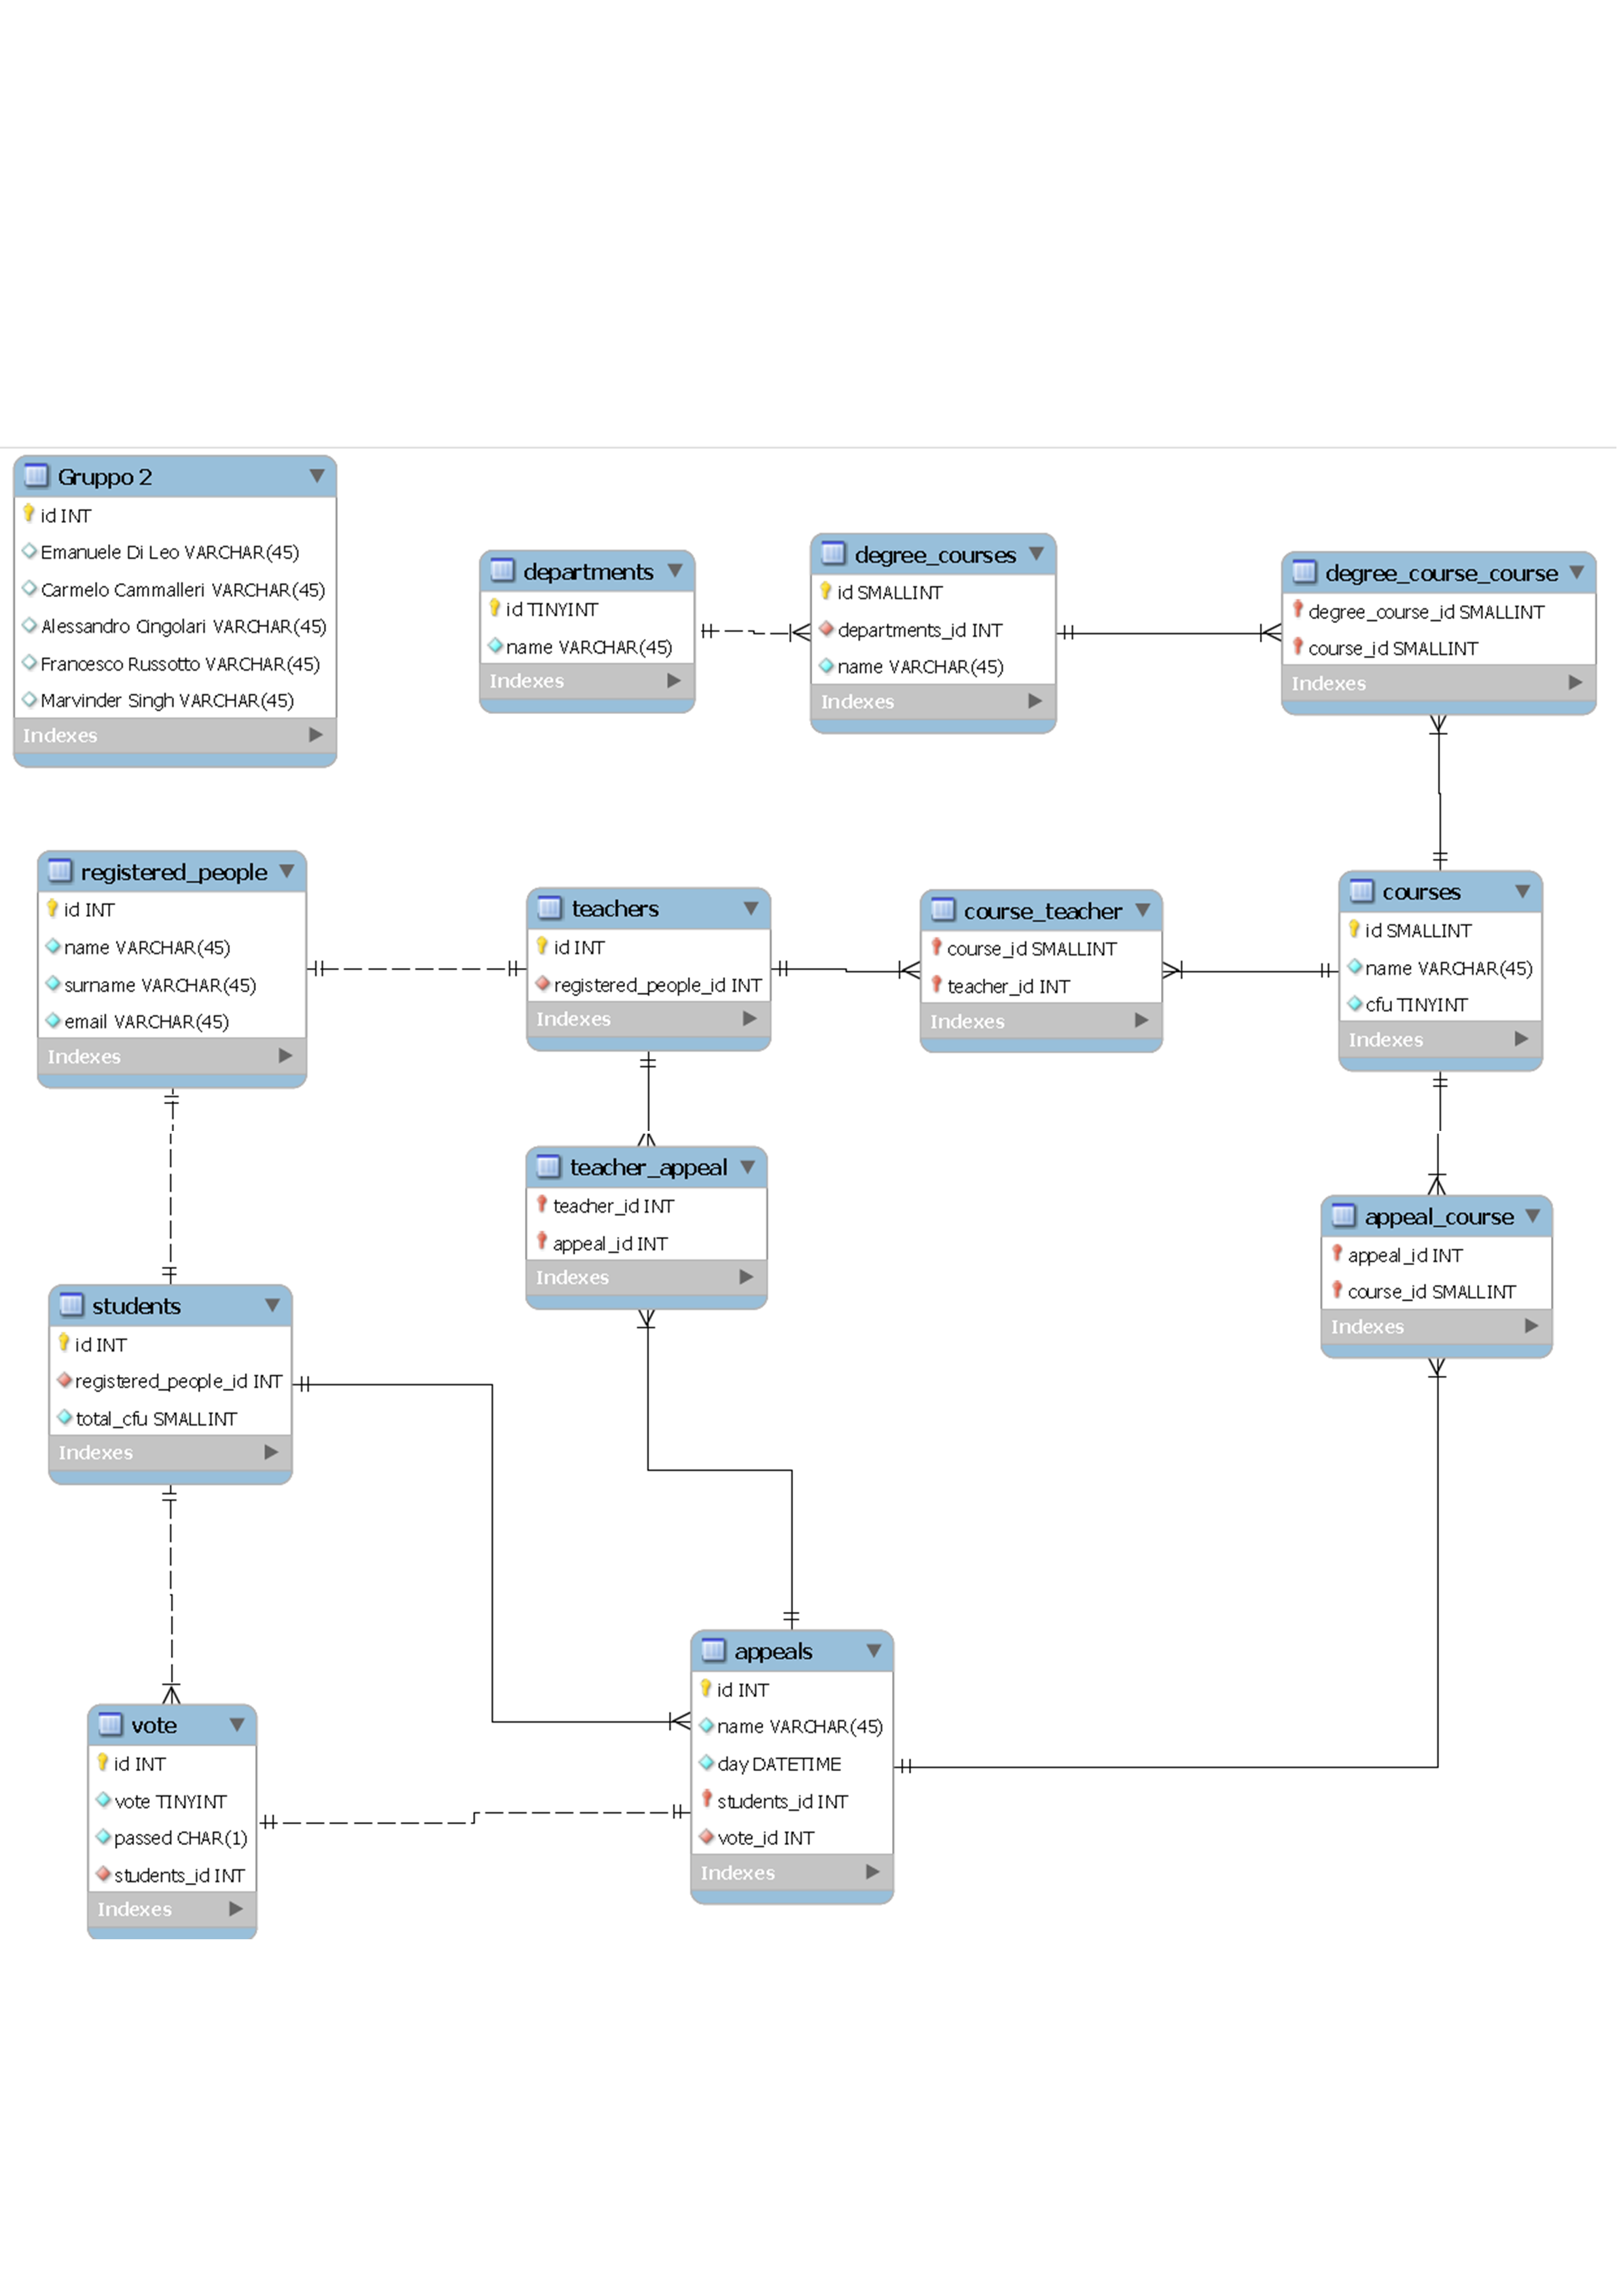 Gruppo 2
id INT
Emanuele Di Leo VARCHAR(45)
Carmelo Cammalleri VARCHAR(45)
Alessandro Cingolari VARCHAR(45)
Francesco Russotto VARCHAR(45)
Marvinder Singh VARCHAR(45)
Indexes
departments
id TINYINT
name VARCHAR(45)
Indexes
degree_courses
id SMALLINT
departments_id INT
name VARCHAR(45)
Indexes
degree_course_course
degree_course_id SMALLINT
course_id SMALLINT
Indexes
registered_people
id INT
name VARCHAR(45)
surname VARCHAR(45)
email VARCHAR(45)
Indexes
teachers
id INT
registered_people_id INT
Indexes
course_teacher
course_id SMALLINT
teacher_id INT
Indexes
courses
id SMALLINT
name VARCHAR(45)
cfu TINYINT
Indexes
teacher_appeal
teacher_id INT
appeal_id INT
Indexes
appeal_course
appeal_id INT
course_id SMALLINT
Indexes
students
id INT
registered_people_id INT
total_cfu SMALLINT
Indexes
vote
id INT
vote TINYINT
passed CHAR(1)
students_id INT
Indexes
appeals
id INT
name VARCHAR(45)
day DATETIME
students_id INT
vote_id INT
Indexes